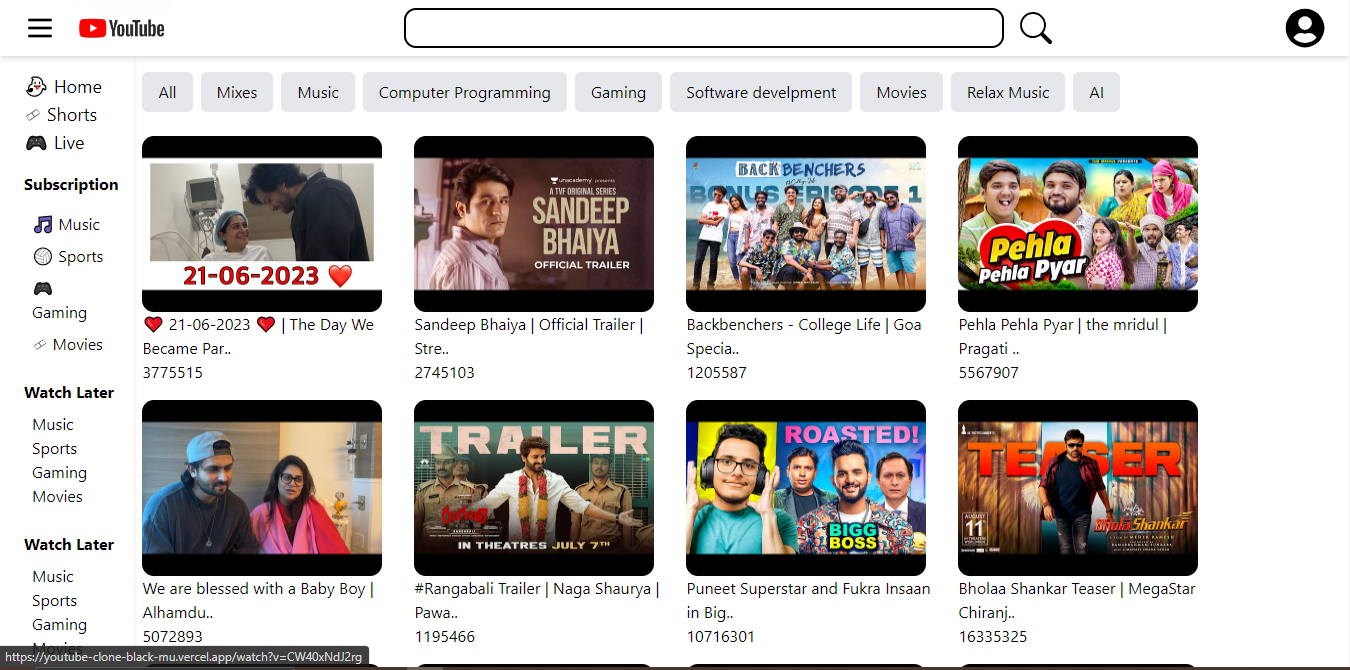 YouTube
Home
Shorts
Live
Subscription
Music
Sports
Gaming
Movies
Watch Later
Music
Sports
Gaming
Movies
Watch Later
Music
Sports
Gaming
Movies
https://youtube-clone-black-mu.vercel.app/watch?v=CW40xNdJ2rg
All
Mixes
Music
Computer Programming
Gaming
Software develpment
Movies
Relax Music
AI
21-06-2023 ❤️
❤️ 21-06-2023 ❤️ | The Day We
Became Par..
3775515
unacademy presents
A TVF ORIGINAL SERIES
SANDEEP
BHAIYA
OFFICIAL TRAILER
Sandeep Bhaiya | Official Trailer |
Stre..
2745103
BACKBENCHERS
BONUS EPISODE 1
Backbenchers - College Life | Goa
Specia..
1205587
Pehla
Pehla Pyar
Pehla Pehla Pyar | the mridul |
Pragati ..
5567907
We are blessed with a Baby Boy |
Alhamdu..
5072893
TRAILER
RANGABALI
IN THEATRES JULY 7TH
#Rangabali Trailer | Naga Shaurya |
Pawa..
1195466
ROASTED!
BIGG
BOSS
Puneet Superstar and Fukra Insaan
in Big..
10716301
TEASER
AUGUST
11
Bhola Shankar
Bholaa Shankar Teaser | MegaStar
Chiranj..
16335325